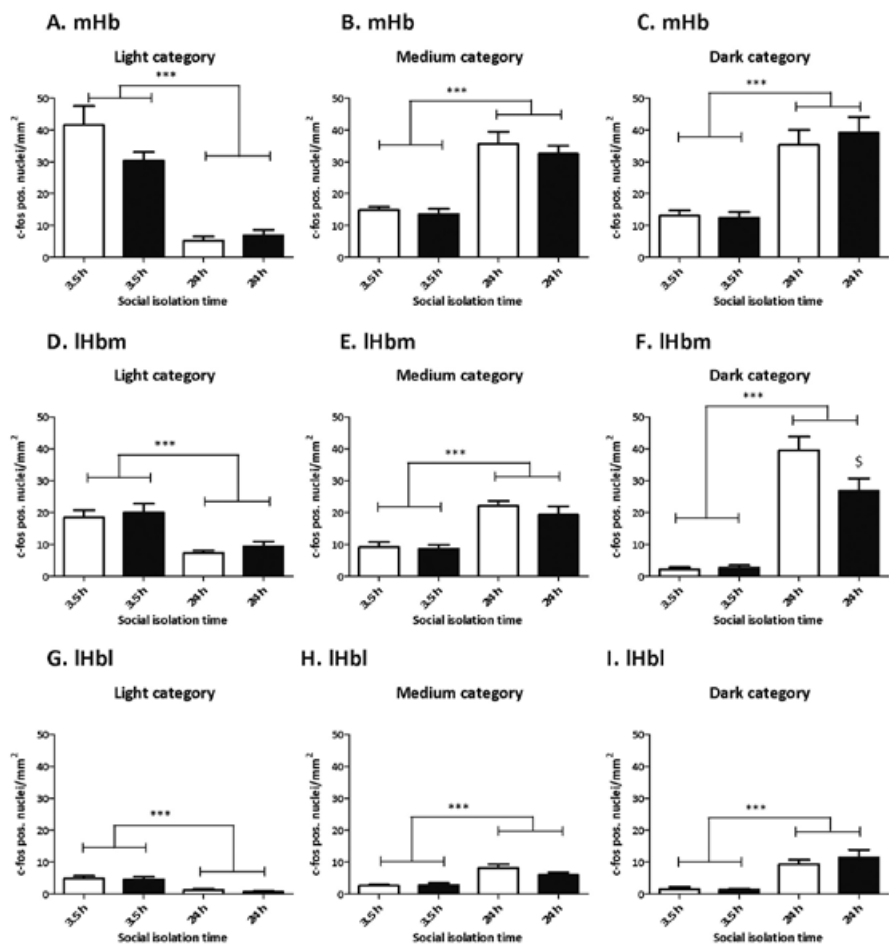 A. mHb
Light category
***
c-fos pos. nuclei/mm²
50
40
30
20
10
0
3.5h
3.5h
24h
24h
Social isolation time
B. mHb
Medium category
***
c-fos pos. nuclei/mm²
50
40
30
20
10
0
3.5h
3.5h
24h
24h
Social isolation time
C. mHb
Dark category
***
c-fos pos. nuclei/mm²
50
40
30
20
10
0
3.5h
3.5h
24h
24h
Social isolation time
D. lHbm
Light category
***
c-fos pos. nuclei/mm²
50
40
30
20
10
0
3.5h
3.5h
24h
24h
Social isolation time
E. lHbm
Medium category
***
c-fos pos. nuclei/mm²
50
40
30
20
10
0
3.5h
3.5h
24h
24h
Social isolation time
F. lHbm
Dark category
***
$
c-fos pos. nuclei/mm²
50
40
30
20
10
0
3.5h
3.5h
24h
24h
Social isolation time
G. lHbl
Light category
***
c-fos pos. nuclei/mm²
50
40
30
20
10
0
3.5h
3.5h
24h
24h
Social isolation time
H. lHbl
Medium category
***
c-fos pos. nuclei/mm²
50
40
30
20
10
0
3.5h
3.5h
24h
24h
Social isolation time
I. lHbl
Dark category
***
c-fos pos. nuclei/mm²
50
40
30
20
10
0
3.5h
3.5h
24h
24h
Social isolation time